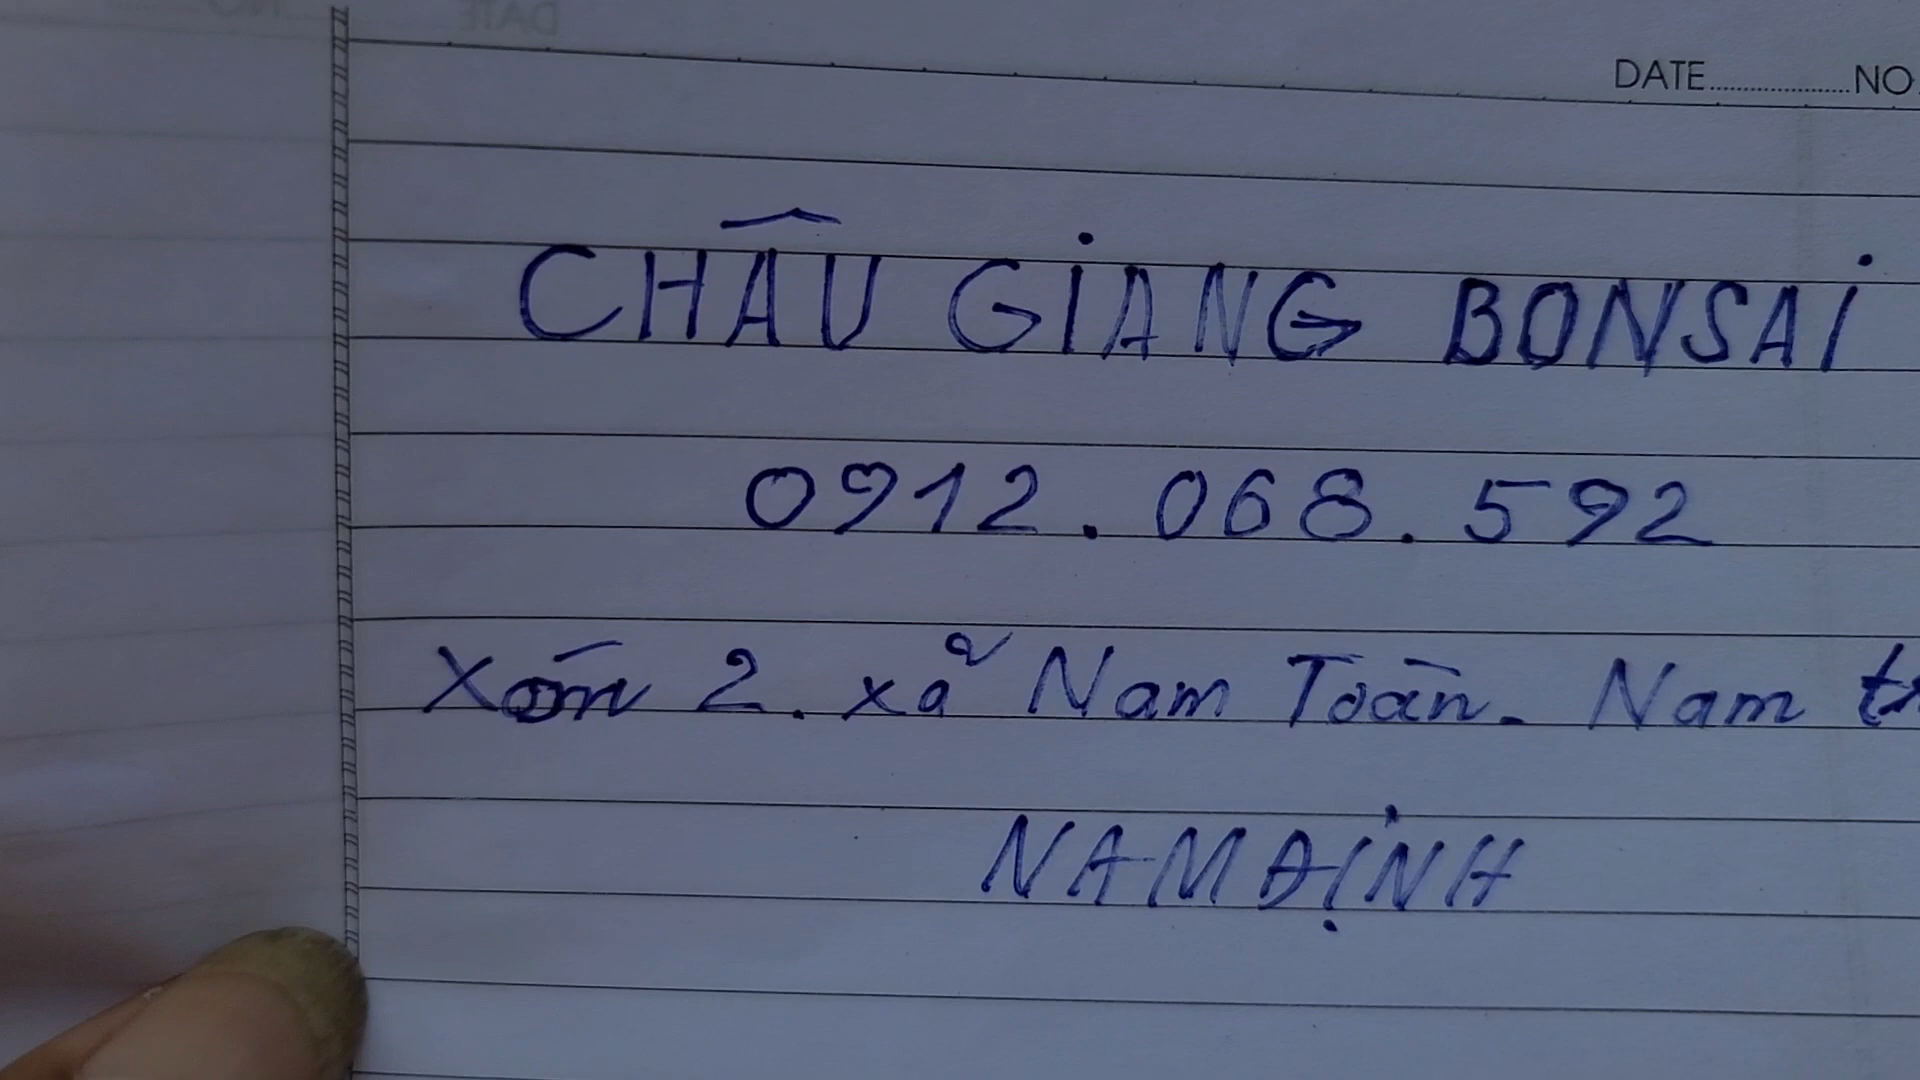 DATE..................NO
CHÂU GIANG BONSAI
0912.068.592
Xóm 2. xã Nam Toàn. Nam
NAM ĐỊNH